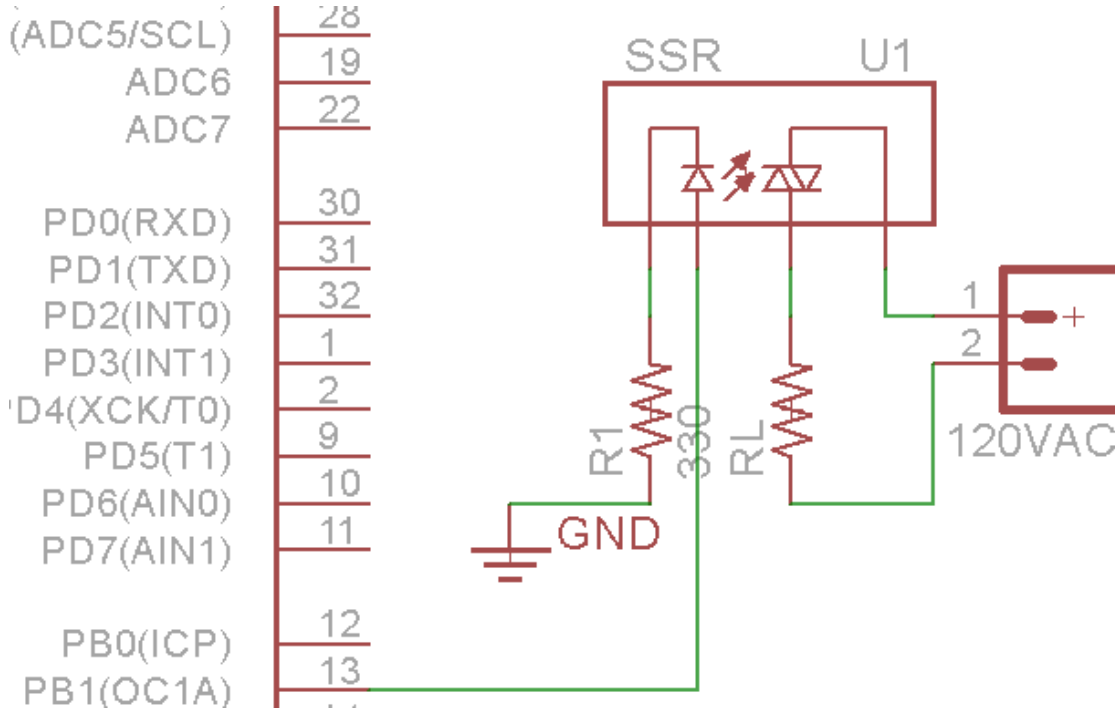 (ADC5/SCL) 28
ADC6 19
ADC7 22
PD0(RXD) 30
PD1(TXD) 31
PD2(INT0) 32
PD3(INT1) 1
D4(XCK/T0) 2
PD5(T1) 9
PD6(AIN0) 10
PD7(AIN1) 11
PB0(ICP) 12
PB1(OC1A) 13
SSR U1
R1 330 RL
GND
1 +
2
120VAC